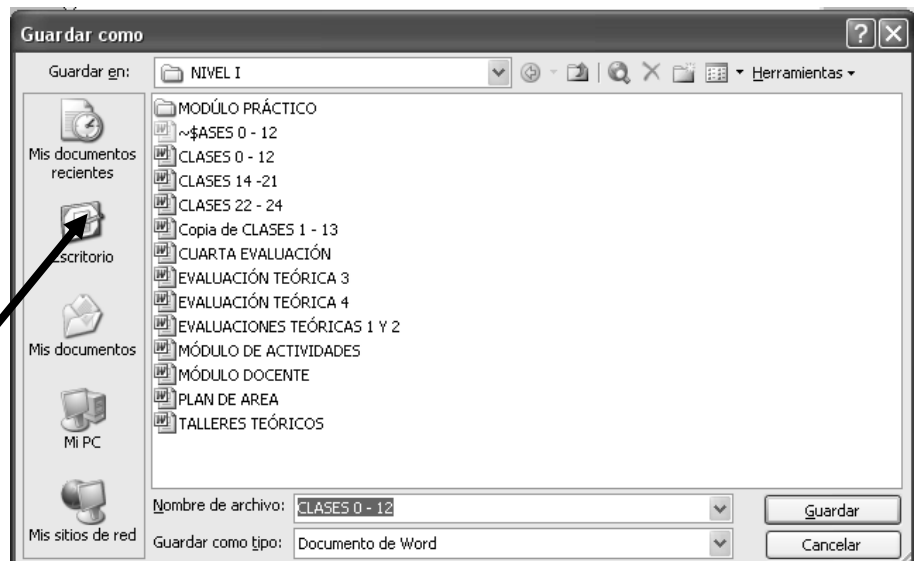 Guardar como
Guardar en: NIVEL I Herramientas
Mis documentos recientes
Escritorio
Mis documentos
Mi PC
Mis sitios de red
MODÚLO PRÁCTICO
~$ASES 0 - 12
CLASES 0 - 12
CLASES 14 -21
CLASES 22 - 24
Copia de CLASES 1 - 13
CUARTA EVALUACIÓN
EVALUACIÓN TEÓRICA 3
EVALUACIÓN TEÓRICA 4
EVALUACIONES TEÓRICAS 1 Y 2
MÓDULO DE ACTIVIDADES
MÓDULO DOCENTE
PLAN DE AREA
TALLERES TEÓRICOS
Nombre de archivo: CLASES 0 - 12 Guardar
Guardar como tipo: Documento de Word Cancelar